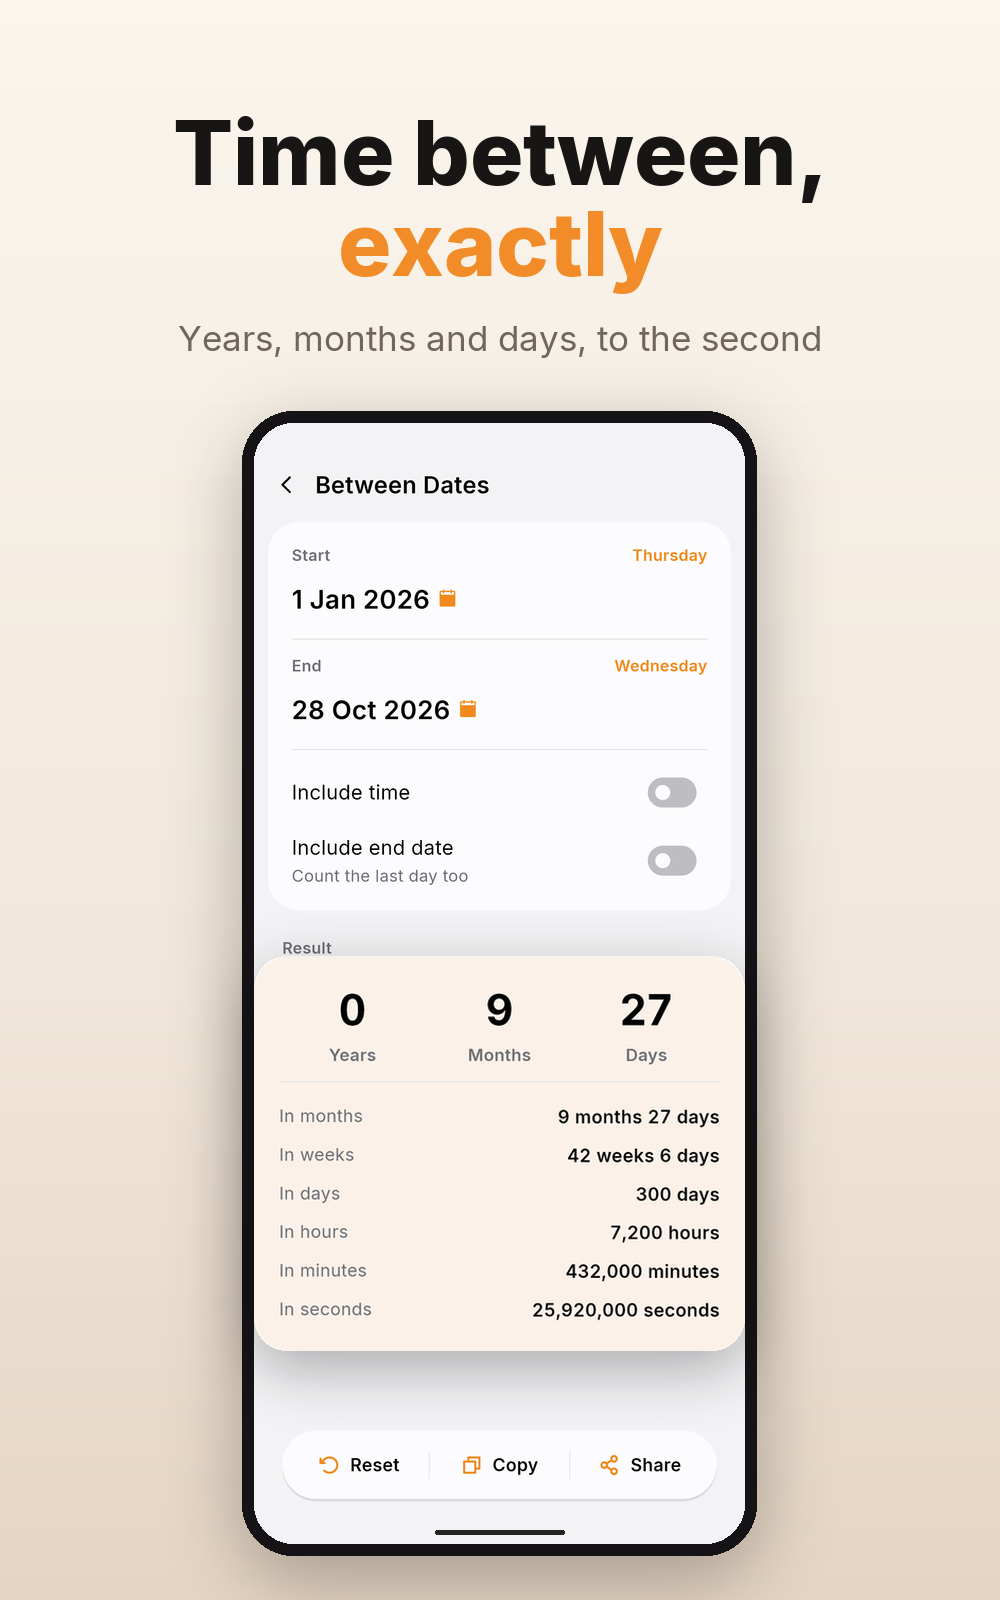 Time between,
exactly
Years, months and days, to the second
Between Dates
Start Thursday
1 Jan 2026
End Wednesday
28 Oct 2026
Include time
Include end date
Count the last day too
Result
0 9 27
Years Months Days
In months 9 months 27 days
In weeks 42 weeks 6 days
In days 300 days
In hours 7,200 hours
In minutes 432,000 minutes
In seconds 25,920,000 seconds
Reset Copy Share